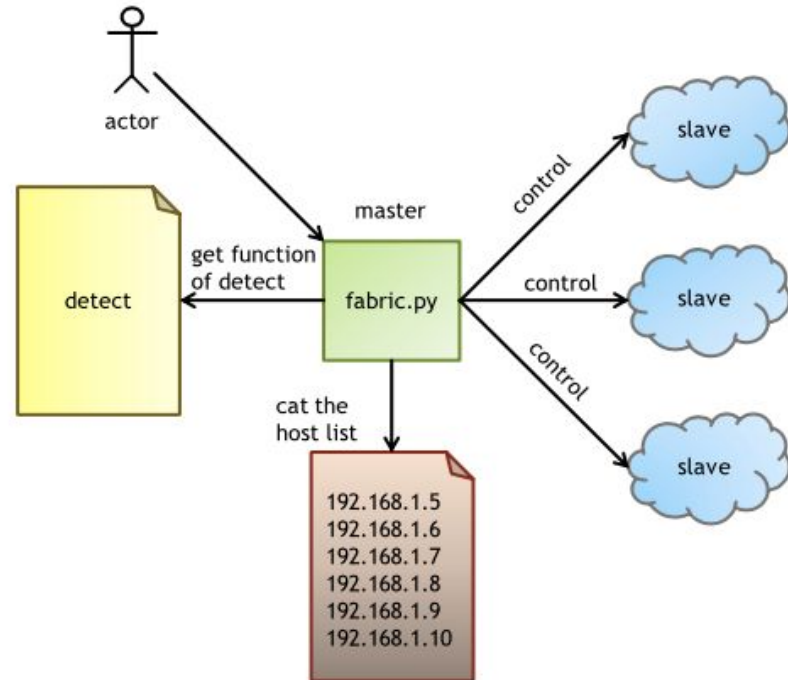 actor
slave
control
master
get function
of detect
detect
fabric.py
control
slave
control
cat the
host list
slave
192.168.1.5
192.168.1.6
192.168.1.7
192.168.1.8
192.168.1.9
192.168.1.10